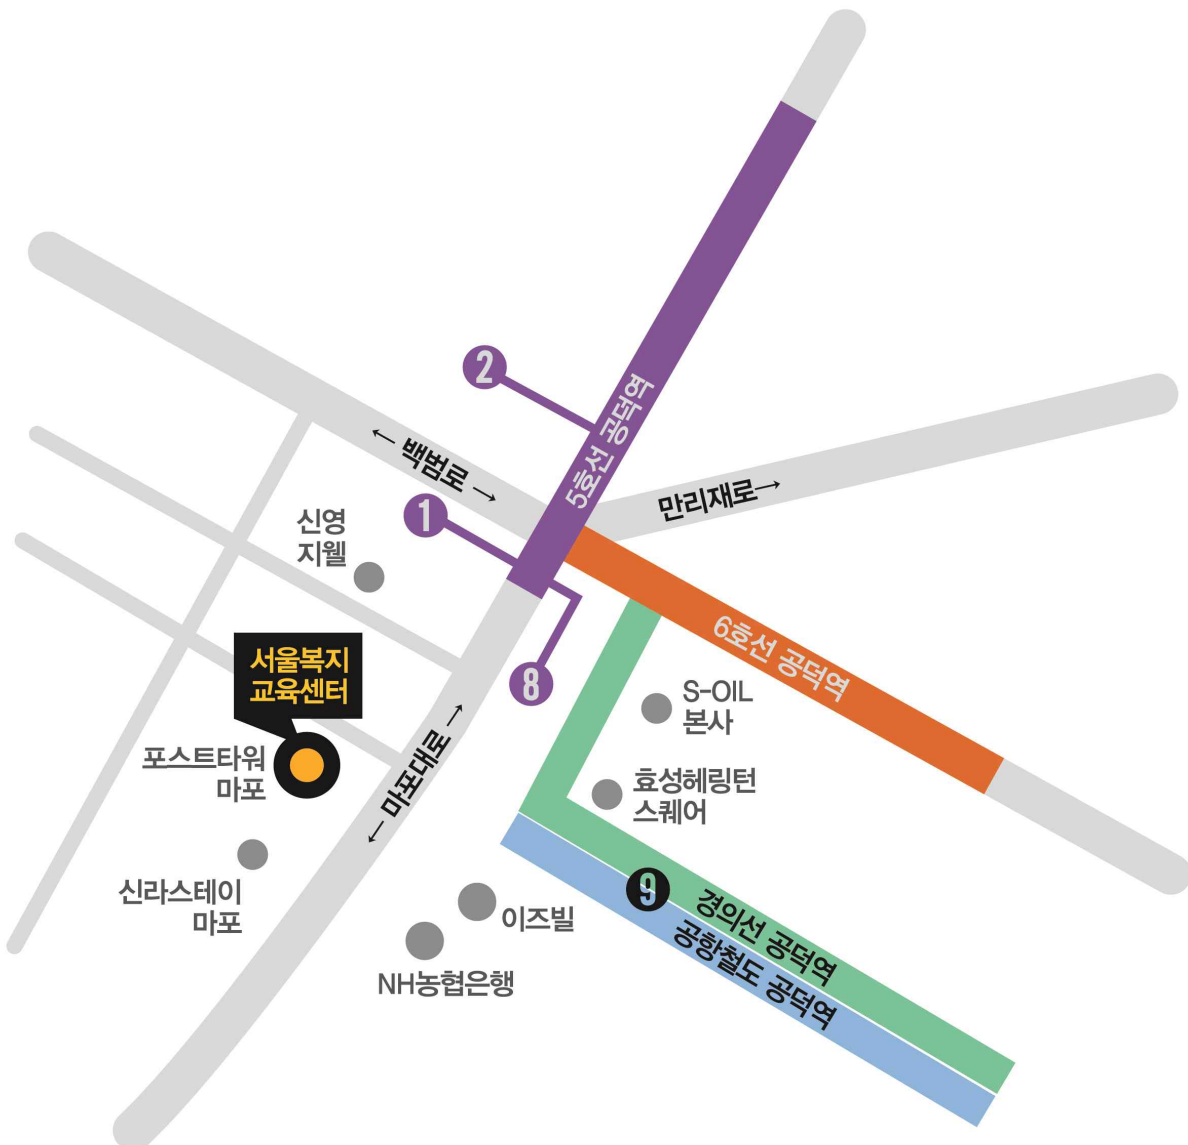 2
5호선 공덕역
← 백범로 →
만리재로→
1
신영
지웰
6호선 공덕역
서울복지
교육센터
8
S-OIL
본사
포스트타워
마포
← 마포대로 →
효성헤링턴
스퀘어
신라스테이
마포
9
경의선 공덕역
이즈빌
공항철도 공덕역
NH농협은행